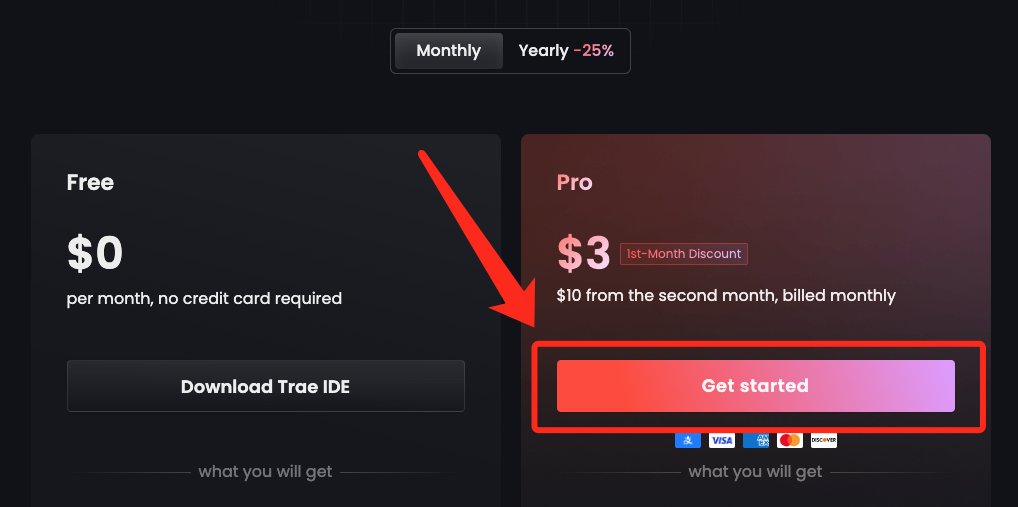 Monthly Yearly -25%
Free
$0
per month, no credit card required
Download Trae IDE
what you will get
Pro
$3 1st-Month Discount
$10 from the second month, billed monthly
Get started
VISA DISCOVER
what you will get